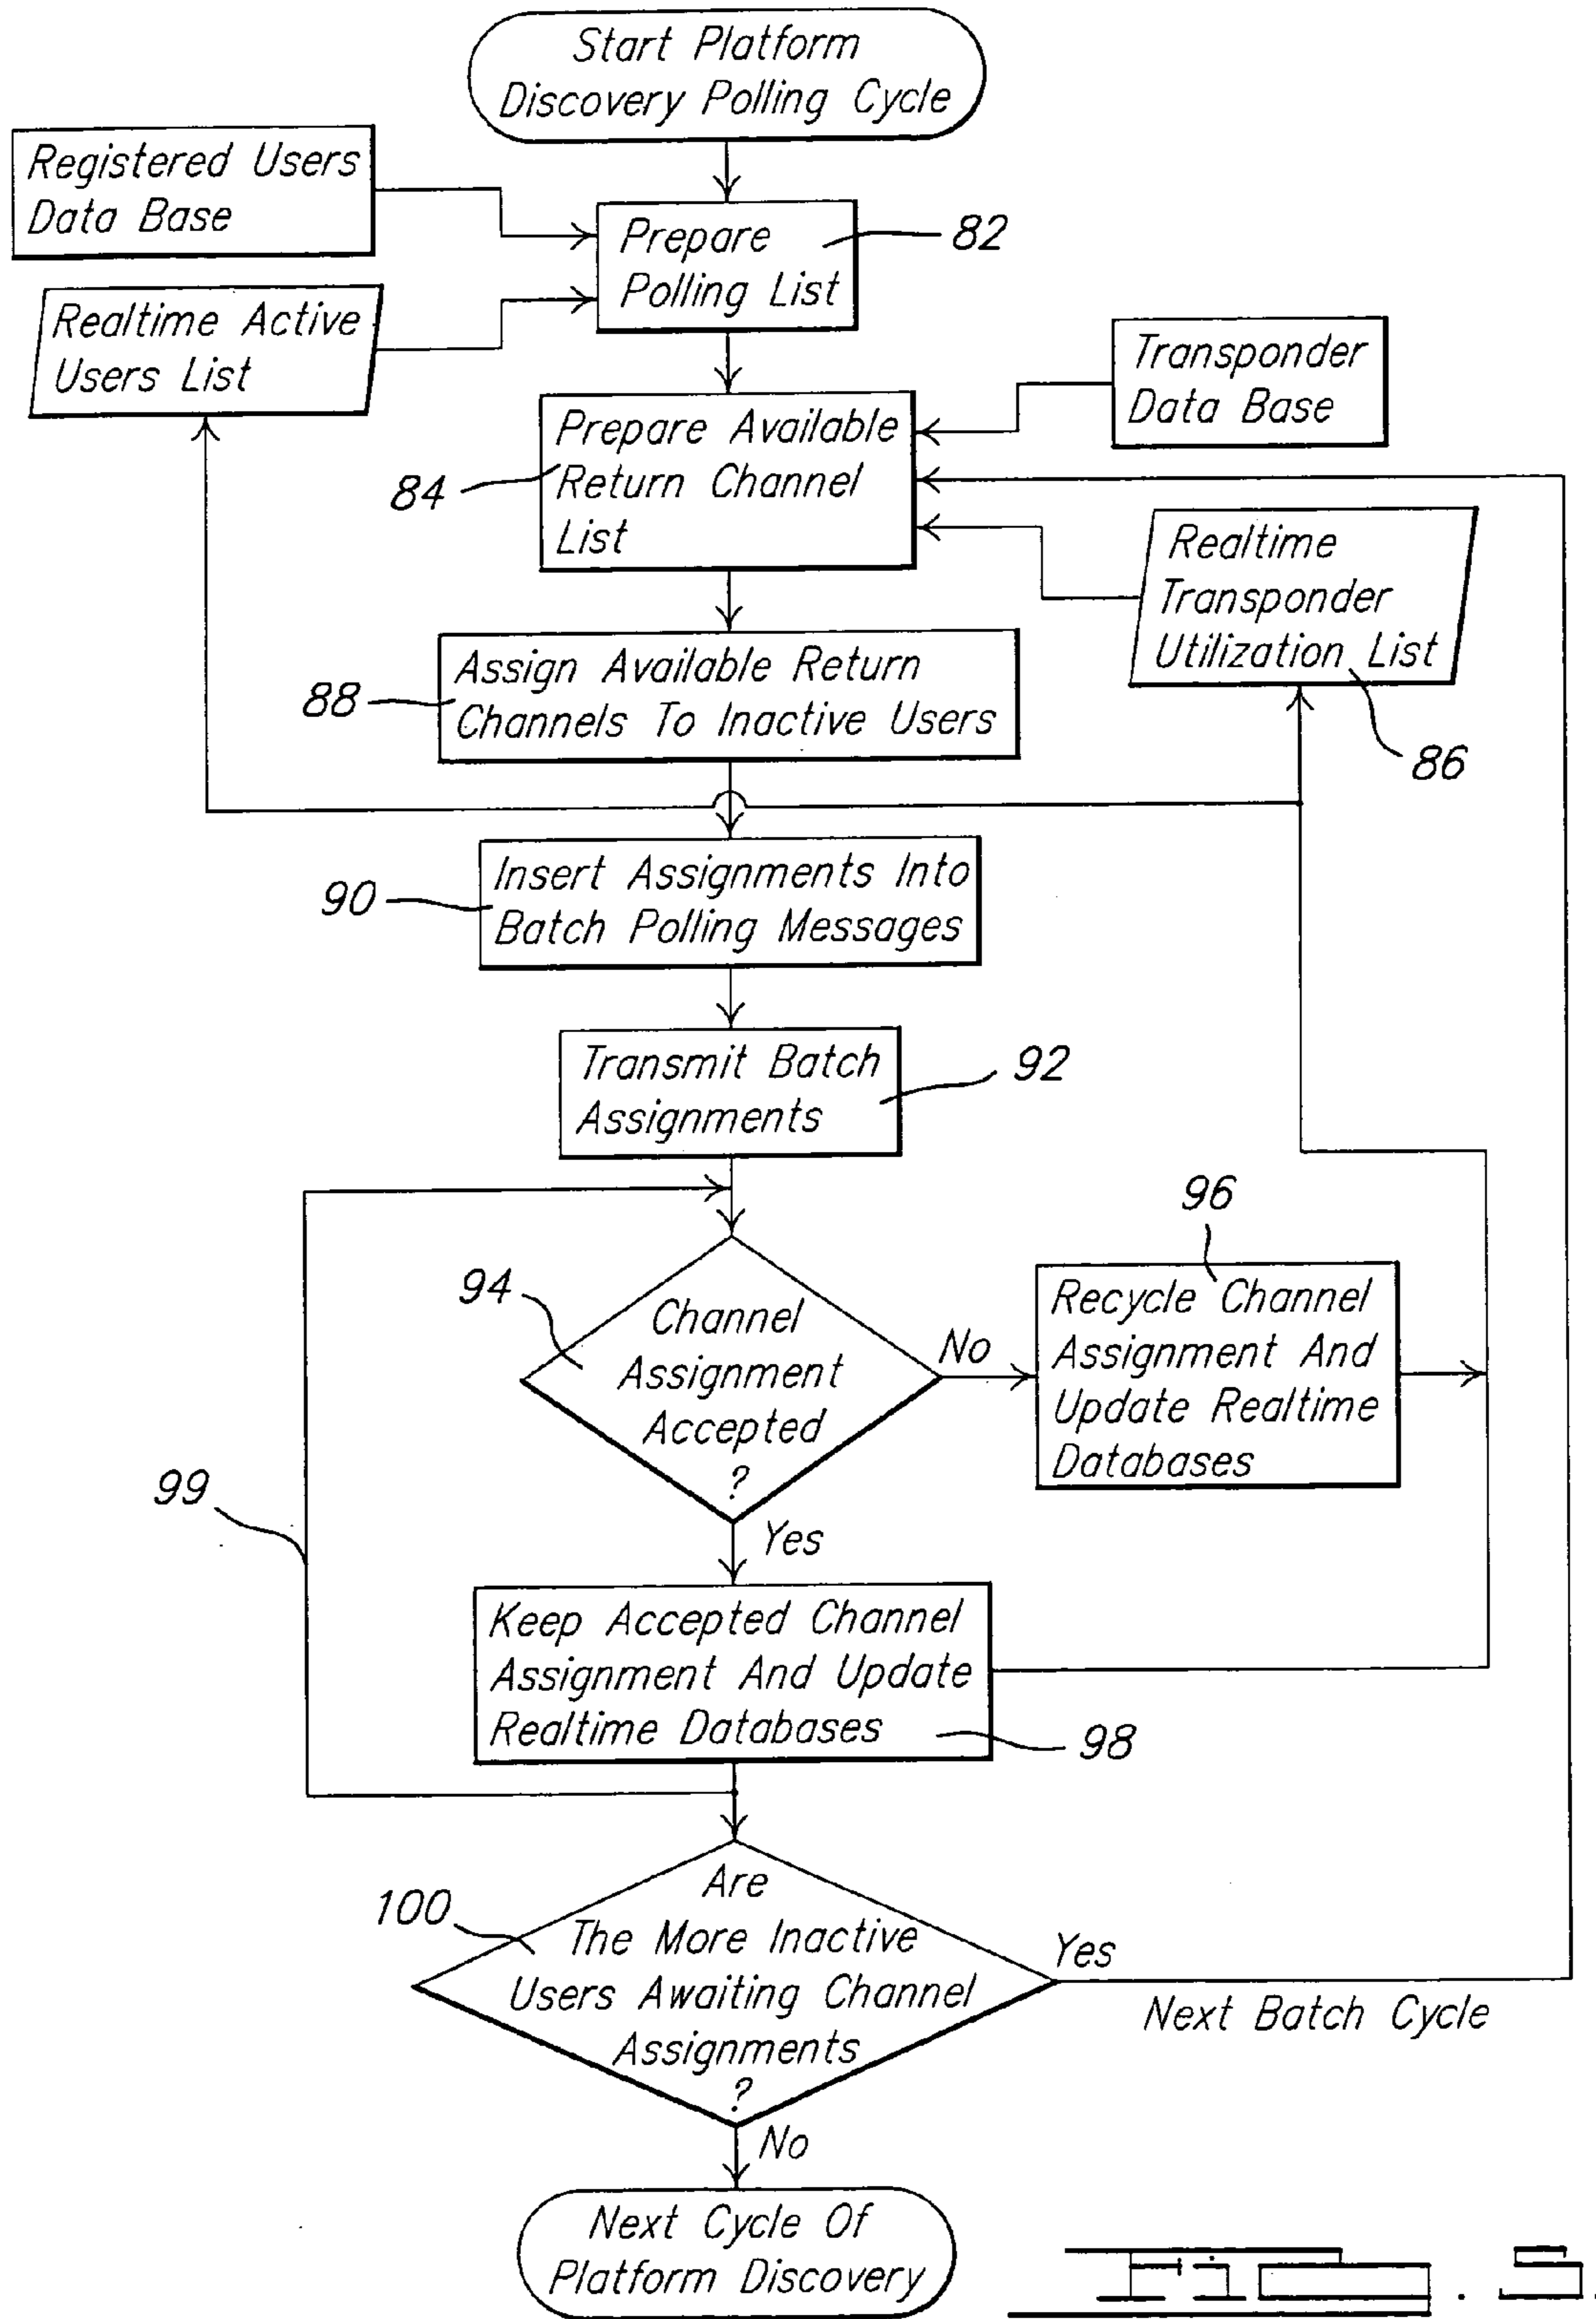 Start Platform
Discovery Polling Cycle
Registered Users
Data Base
Prepare
Polling List
82
Realtime Active
Users List
Transponder
Data Base
Prepare Available
Return Channel
List
84
Realtime
Transponder
Utilization List
86
Assign Available Return
Channels To Inactive Users
88
Insert Assignments Into
Batch Polling Messages
90
Transmit Batch
Assignments
92
94
Channel
Assignment
Accepted
?
No
96
Recycle Channel
Assignment And
Update Realtime
Databases
99
Yes
Keep Accepted Channel
Assignment And Update
Realtime Databases
98
100
Are
The More Inactive
Users Awaiting Channel
Assignments
?
Yes
Next Batch Cycle
No
Next Cycle Of
Platform Discovery